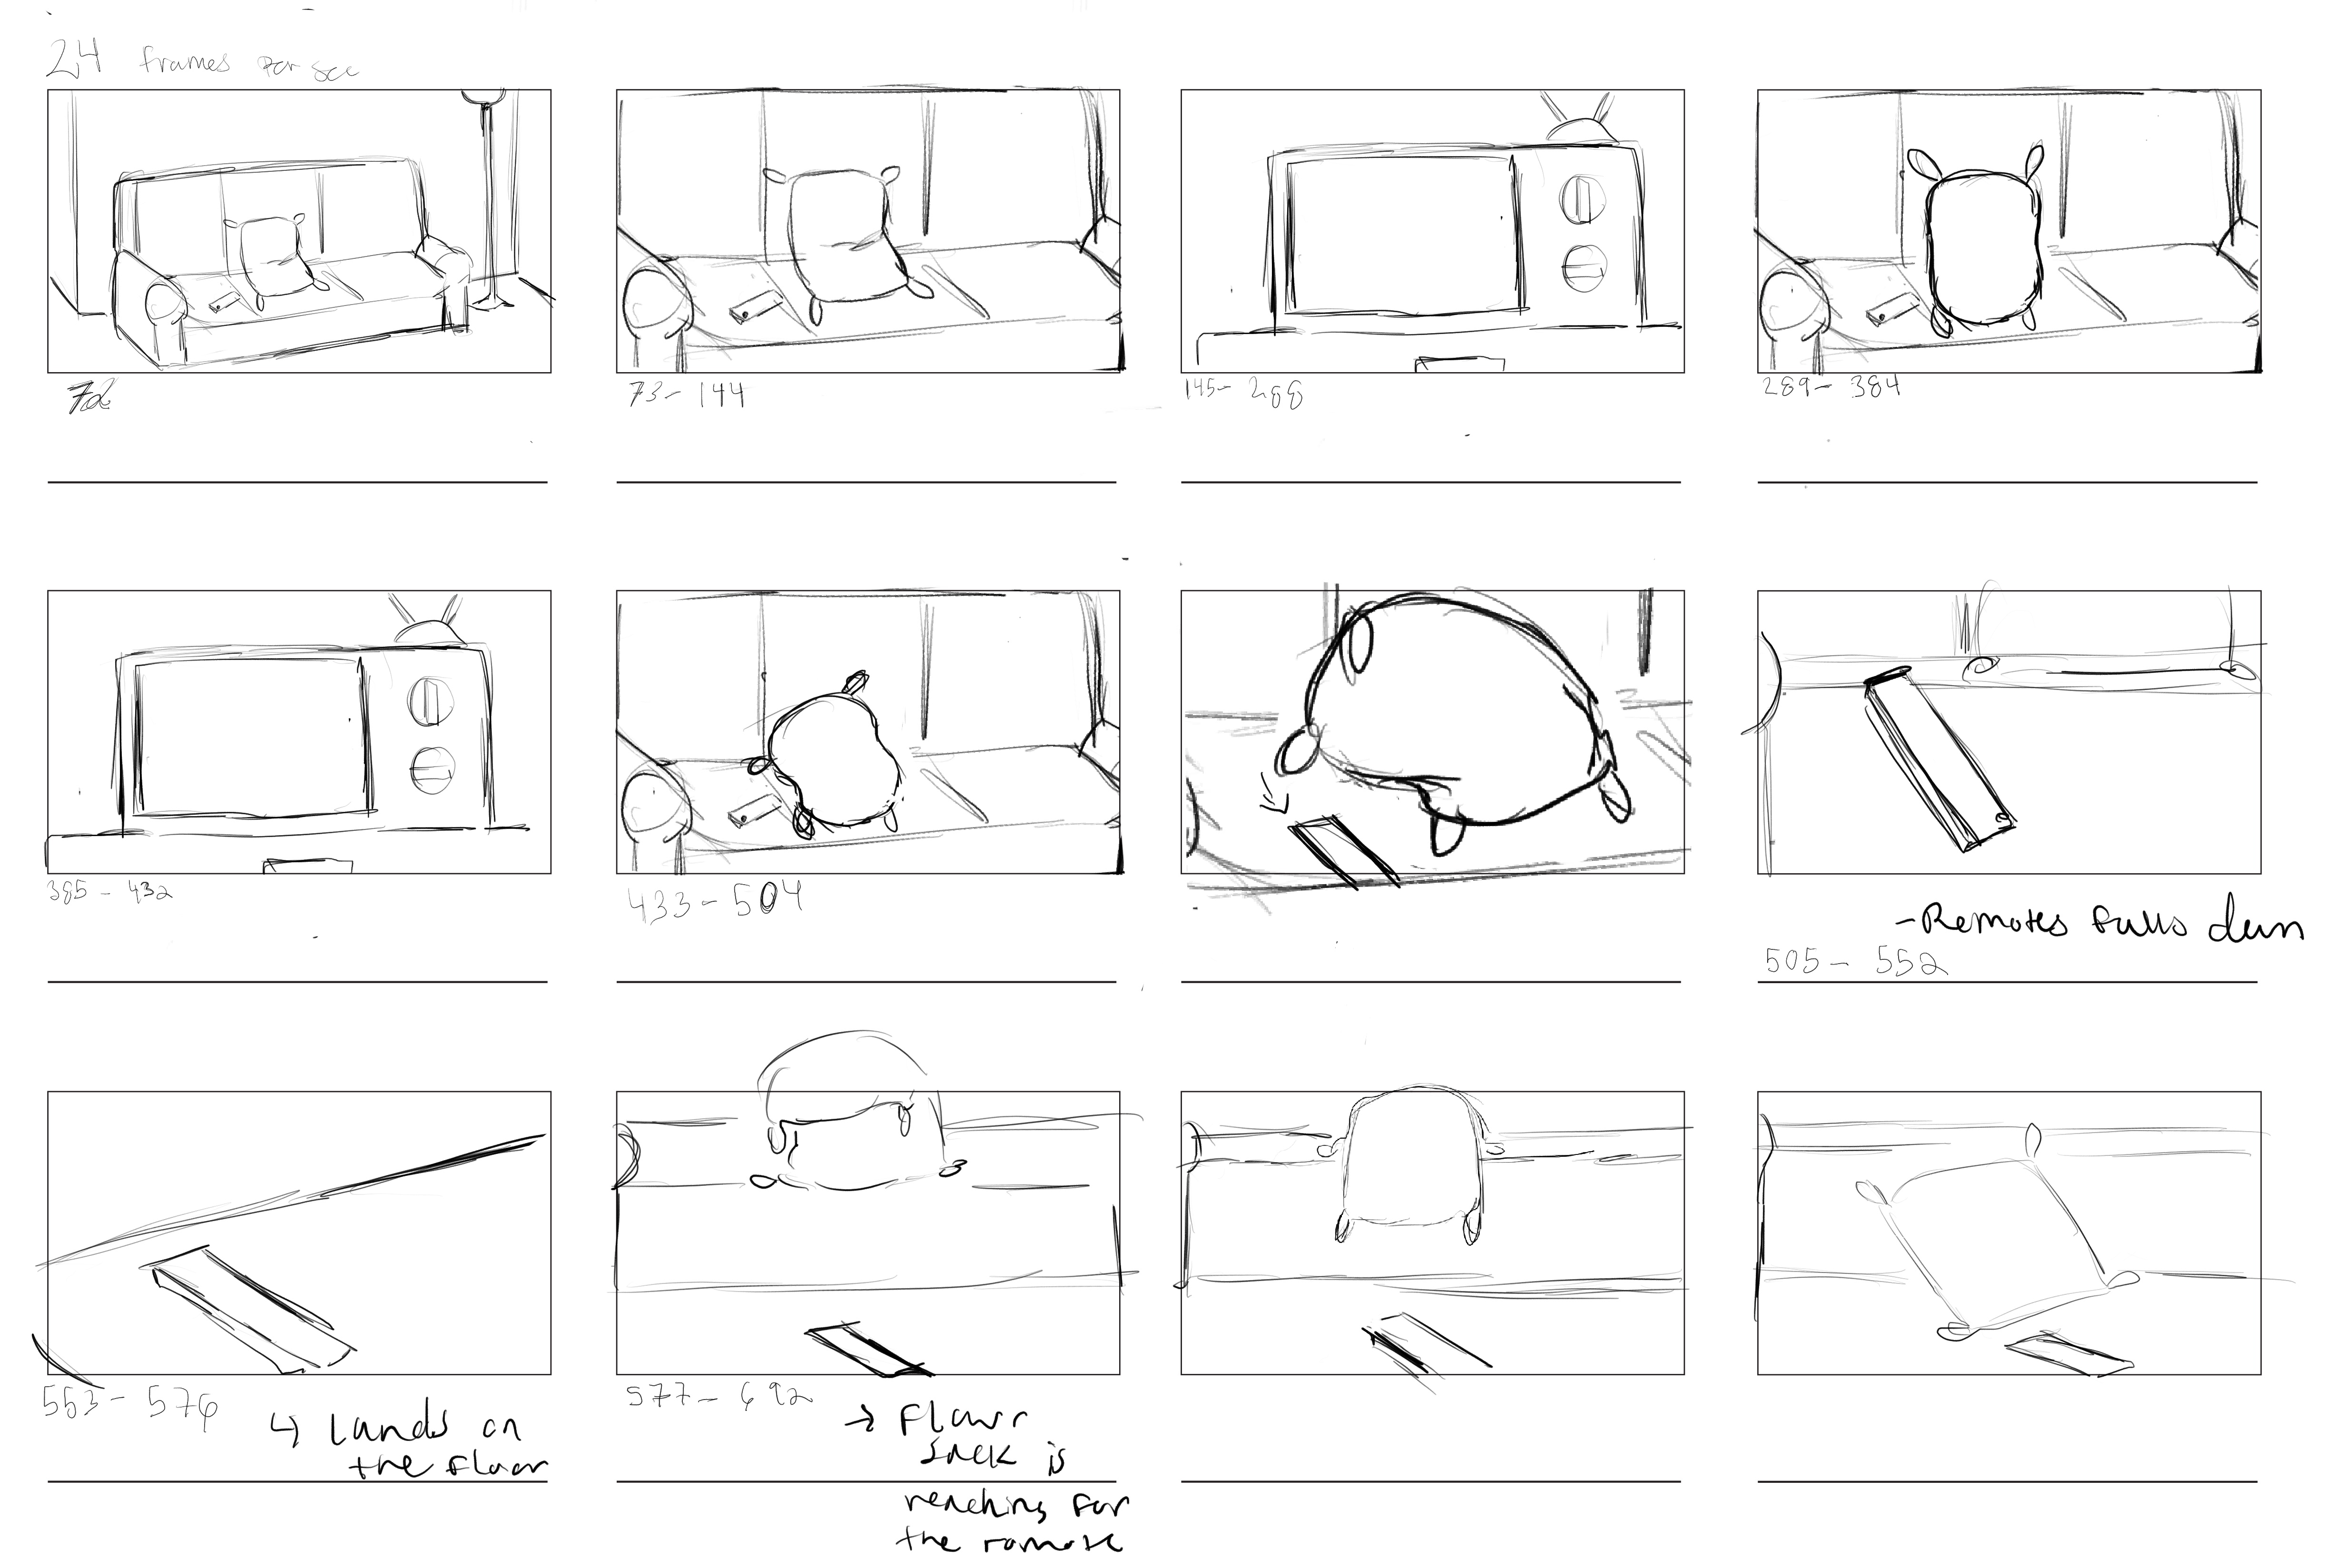 24 frames per sec
72
73- 144
145- 288
289- 384
385 - 432
433- 504
- Remotes falls down
505- 552
553- 576
↳ Lands on
the floor
577- 692
→ Flour
sack is
reaching for
the remote